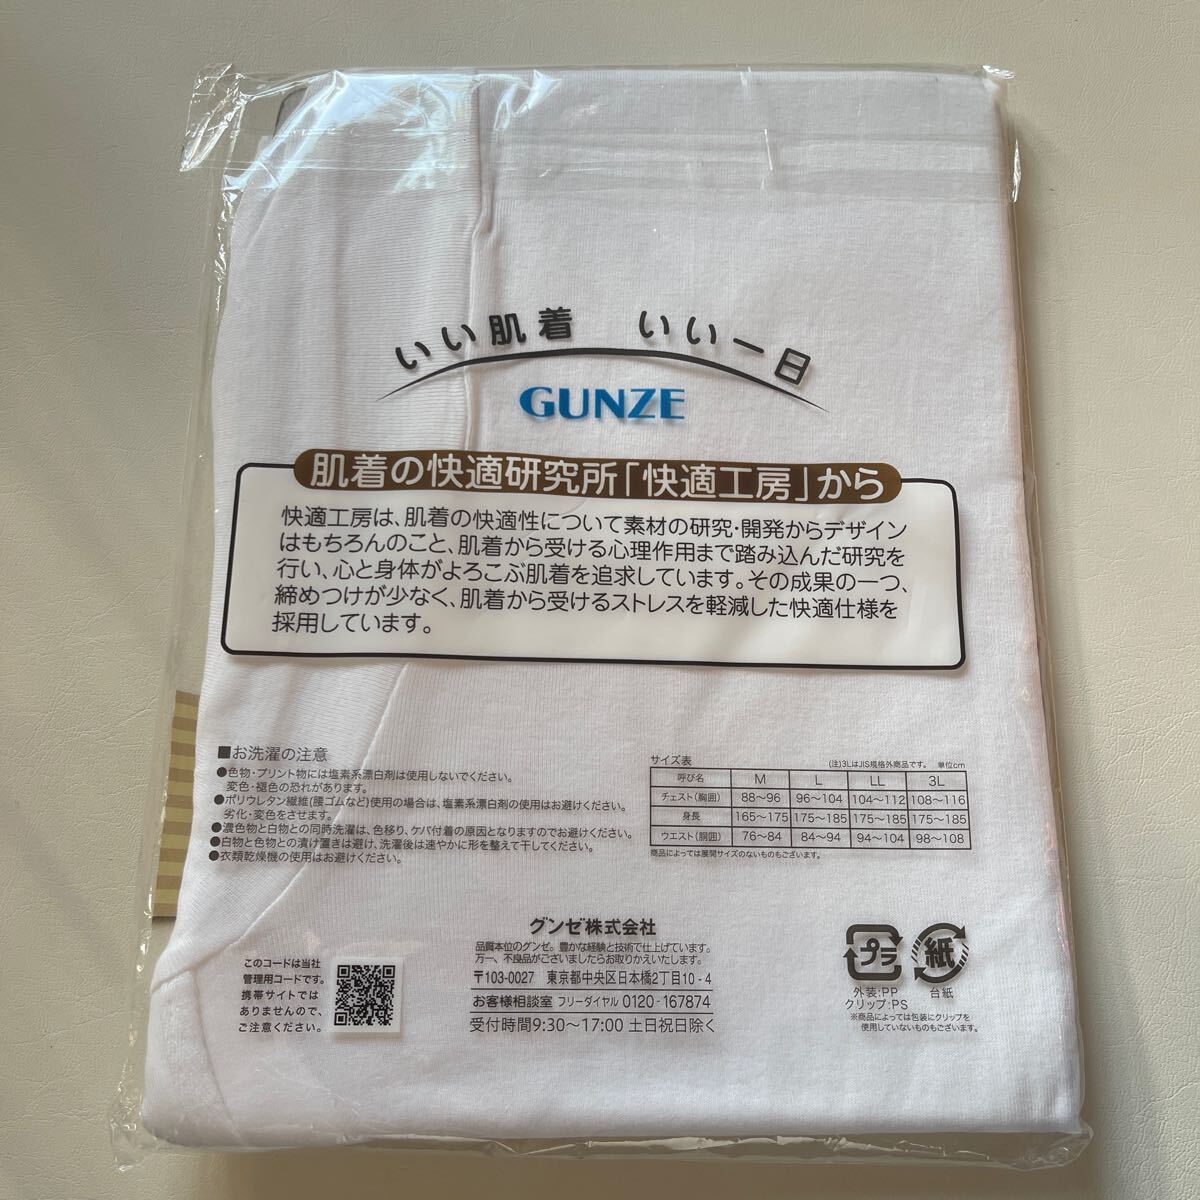 いい肌着 いい一日
GUNZE
肌着の快適研究所「快適工房」から
快適工房は、肌着の快適性について素材の研究・開発からデザイン
はもちろんのこと、肌着から受ける心理作用まで踏み込んだ研究を
行い、心と身体がよろこぶ肌着を追求しています。その成果の一つ、
締めつけが少なく、肌着から受けるストレスを軽減した快適仕様を
採用しています。
■お洗濯の注意
●色物・プリント物には塩素系漂白剤は使用しないでください。
変色・褪色の恐れがあります。
●ポリウレタン繊維(腰ゴムなど)使用の場合は、塩素系漂白剤の使用はお避けください。
劣化・変色をさせます。
●濃色物と白物との同時洗濯は、色移り、ケバ付着の原因となりますのでお避けください。
●白物と色物との漬け置きは避け、洗濯後は速やかに形を整えて干してください。
●衣類乾燥機の使用はお避けください。
サイズ表 (注)3LはJIS規格外商品です。 単位cm
呼び名 M L LL 3L
チェスト(胸囲) 88〜96 96〜104 104〜112 108〜116
身長 165〜175 175〜185 175〜185 175〜185
ウエスト(胴囲) 76〜84 84〜94 94〜104 98〜108
商品によっては展開サイズのないものもございます。
このコードは当社
管理用コードです。
携帯サイトでは
ありませんので、
ご注意ください。
グンゼ株式会社
品質本位のグンゼ。豊かな経験と技術で仕上げています。
万一、不良品がございましたらお取りかえいたします。
〒103-0027 東京都中央区日本橋2丁目10-4
お客様相談室 フリーダイヤル 0120-167874
受付時間9:30〜17:00 土日祝日除く
プラ 紙
外装:PP 台紙
クリップ:PS
※商品によっては包装にクリップを
使用していないものもございます。